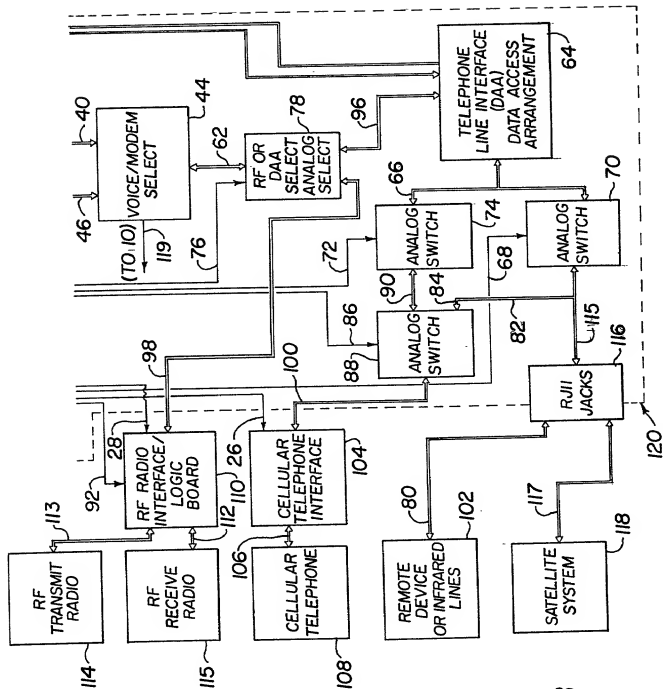 40
46
VOICE/MODEM
SELECT
44
(TO 10)
119
62
76
RF OR
DAA
SELECT
ANALOG
SELECT
78
96
TELEPHONE
LINE INTERFACE
(DAA)
DATA ACCESS
ARRANGEMENT
64
98
72
66
ANALOG
SWITCH
74
68
ANALOG
SWITCH
70
86
88
90
ANALOG
SWITCH
84
82
115
100
92
28
26
RF RADIO
INTERFACE/
LOGIC
BOARD
110
CELLULAR
TELEPHONE
INTERFACE
104
RJ11
JACKS
116
120
113
112
106
80
117
RF
TRANSMIT
RADIO
114
RF
RECEIVE
RADIO
115
CELLULAR
TELEPHONE
108
REMOTE
DEVICE
OR INFRARED
LINES
102
SATELLITE
SYSTEM
118